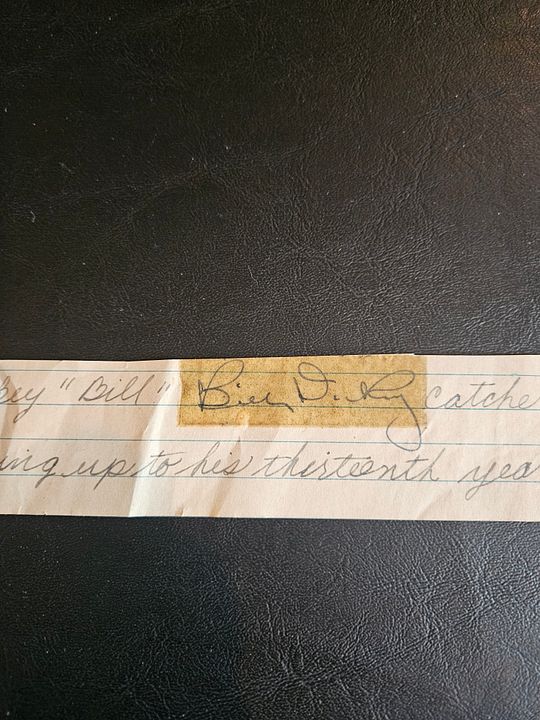 key "Bill" Bill Dickey catche
ing up to his thirteenth yea